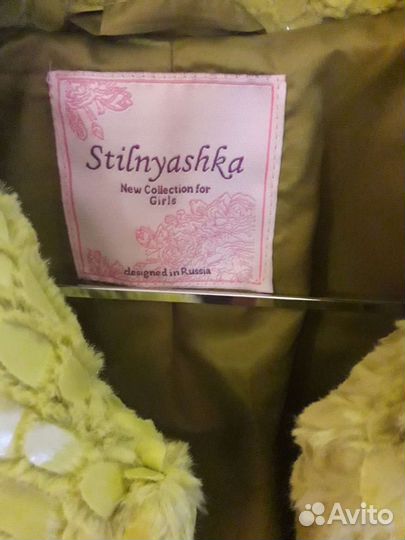 Stilnyashka
New Collection for
Girls
designed in Russia
Avito